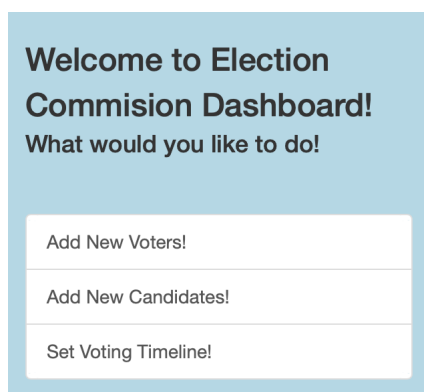 Welcome to Election
Commision Dashboard!
What would you like to do!
Add New Voters!
Add New Candidates!
Set Voting Timeline!